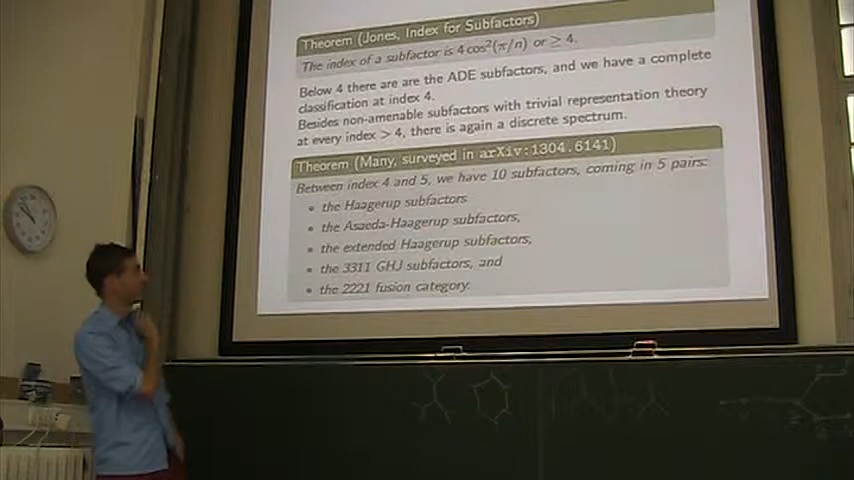 Theorem (Jones, Index for Subfactors)
The index of a subfactor is 4 cos²(π/n) or ≥ 4.
Below 4 there are are the ADE subfactors, and we have a complete
classification at index 4.
Besides non-amenable subfactors with trivial representation theory
at every index > 4, there is again a discrete spectrum.
Theorem (Many, surveyed in arXiv:1304.6141)
Between index 4 and 5, we have 10 subfactors, coming in 5 pairs:
• the Haagerup subfactors
• the Asaeda-Haagerup subfactors,
• the extended Haagerup subfactors,
• the 3311 GHJ subfactors, and
• the 2221 fusion category.